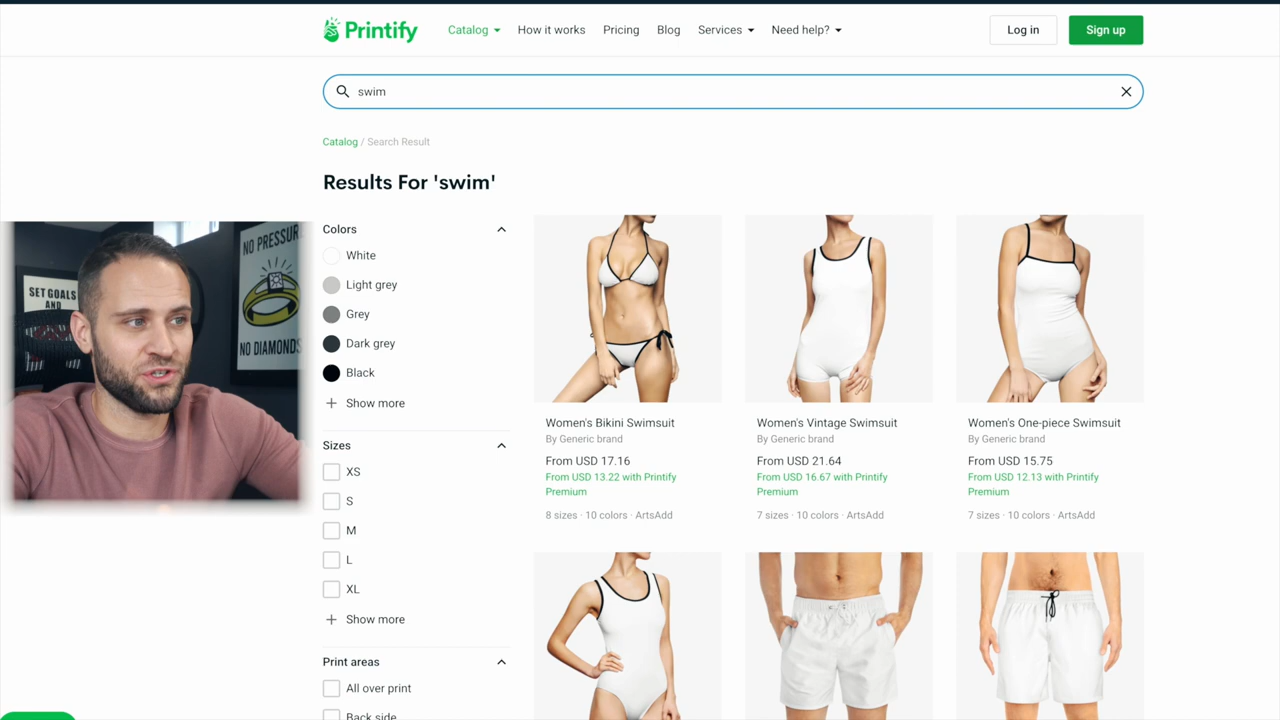 Printify
Catalog
How it works
Pricing
Blog
Services
Need help?
Log in
Sign up
swim
Catalog / Search Result
Results For 'swim'
Colors
White
Light grey
Grey
Dark grey
Black
Show more
Sizes
XS
S
M
L
XL
Show more
Print areas
All over print
Back side
Women's Bikini Swimsuit
By Generic brand
From USD 17.16
From USD 13.22 with Printify
Premium
8 sizes · 10 colors · ArtsAdd
Women's Vintage Swimsuit
By Generic brand
From USD 21.64
From USD 16.67 with Printify
Premium
7 sizes · 10 colors · ArtsAdd
Women's One-piece Swimsuit
By Generic brand
From USD 15.75
From USD 12.13 with Printify
Premium
7 sizes · 10 colors · ArtsAdd
SET GOALS
AND
NO PRESSURE
NO DIAMONDS